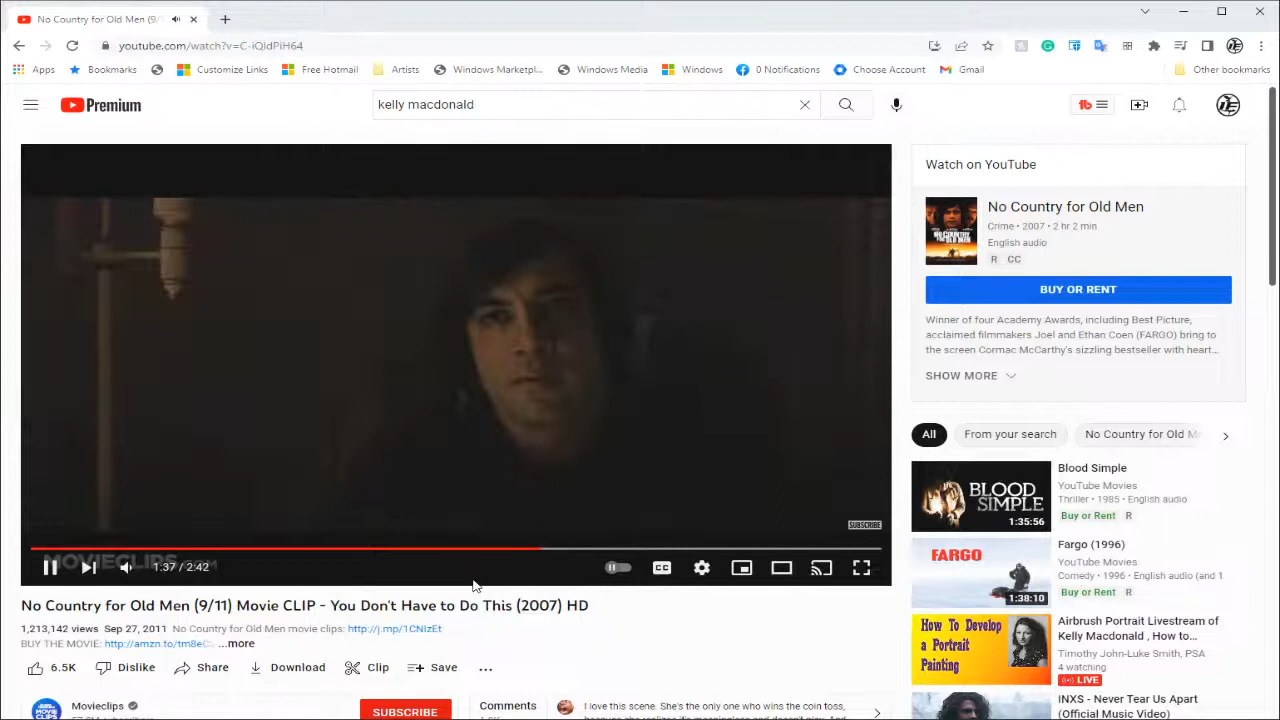 No Country for Old Men (9/1
youtube.com/watch?v=C-iQIdPiH64
Apps
Bookmarks
Customize Links
Free Hotmail
Artists
Windows Marketpl...
Windows Media
Windows
0 Notifications
Choose Account
Gmail
Other bookmarks
Premium
kelly macdonald
Watch on YouTube
No Country for Old Men
Crime • 2007 • 2 hr 2 min
English audio
R CC
BUY OR RENT
Winner of four Academy Awards, including Best Picture,
acclaimed filmmakers Joel and Ethan Coen (FARGO) bring to
the screen Cormac McCarthy's sizzling bestseller with heart...
SHOW MORE
All
From your search
No Country for Old M
BLOOD
SIMPLE
1:35:56
Blood Simple
YouTube Movies
Thriller • 1985 • English audio
Buy or Rent R
FARGO
1:38:10
Fargo (1996)
YouTube Movies
Comedy • 1996 • English (and 1
Buy or Rent R
How To Develop
a Portrait
Painting
Airbrush Portrait Livestream of
Kelly Macdonald , How to...
Timothy John-Luke Smith, PSA
4 watching
LIVE
INXS - Never Tear Us Apart
(Official Music Video)
SUBSCRIBE
MOVIECLIPS
1:37 / 2:42
CC
No Country for Old Men (9/11) Movie CLIP - You Don't Have to Do This (2007) HD
1,213,142 views Sep 27, 2011 No Country for Old Men movie clips: http://j.mp/1CNIzEt
BUY THE MOVIE: http://amzn.to/tm8eC ...more
6.5K
Dislike
Share
Download
Clip
Save
Movieclips
SUBSCRIBE
Comments
I love this scene. She's the only one who wins the coin toss,